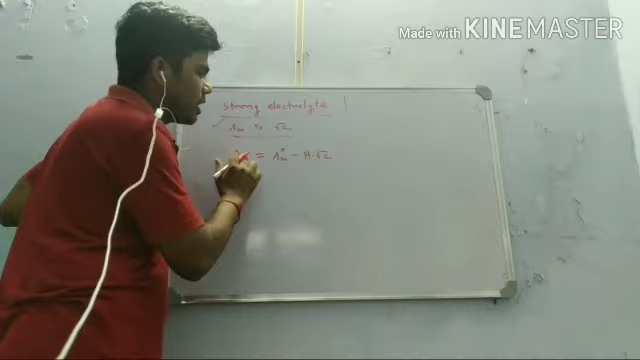 Made with KINEMASTER
strong electrolyte
Λm vs √c
= Λm° - A·√c